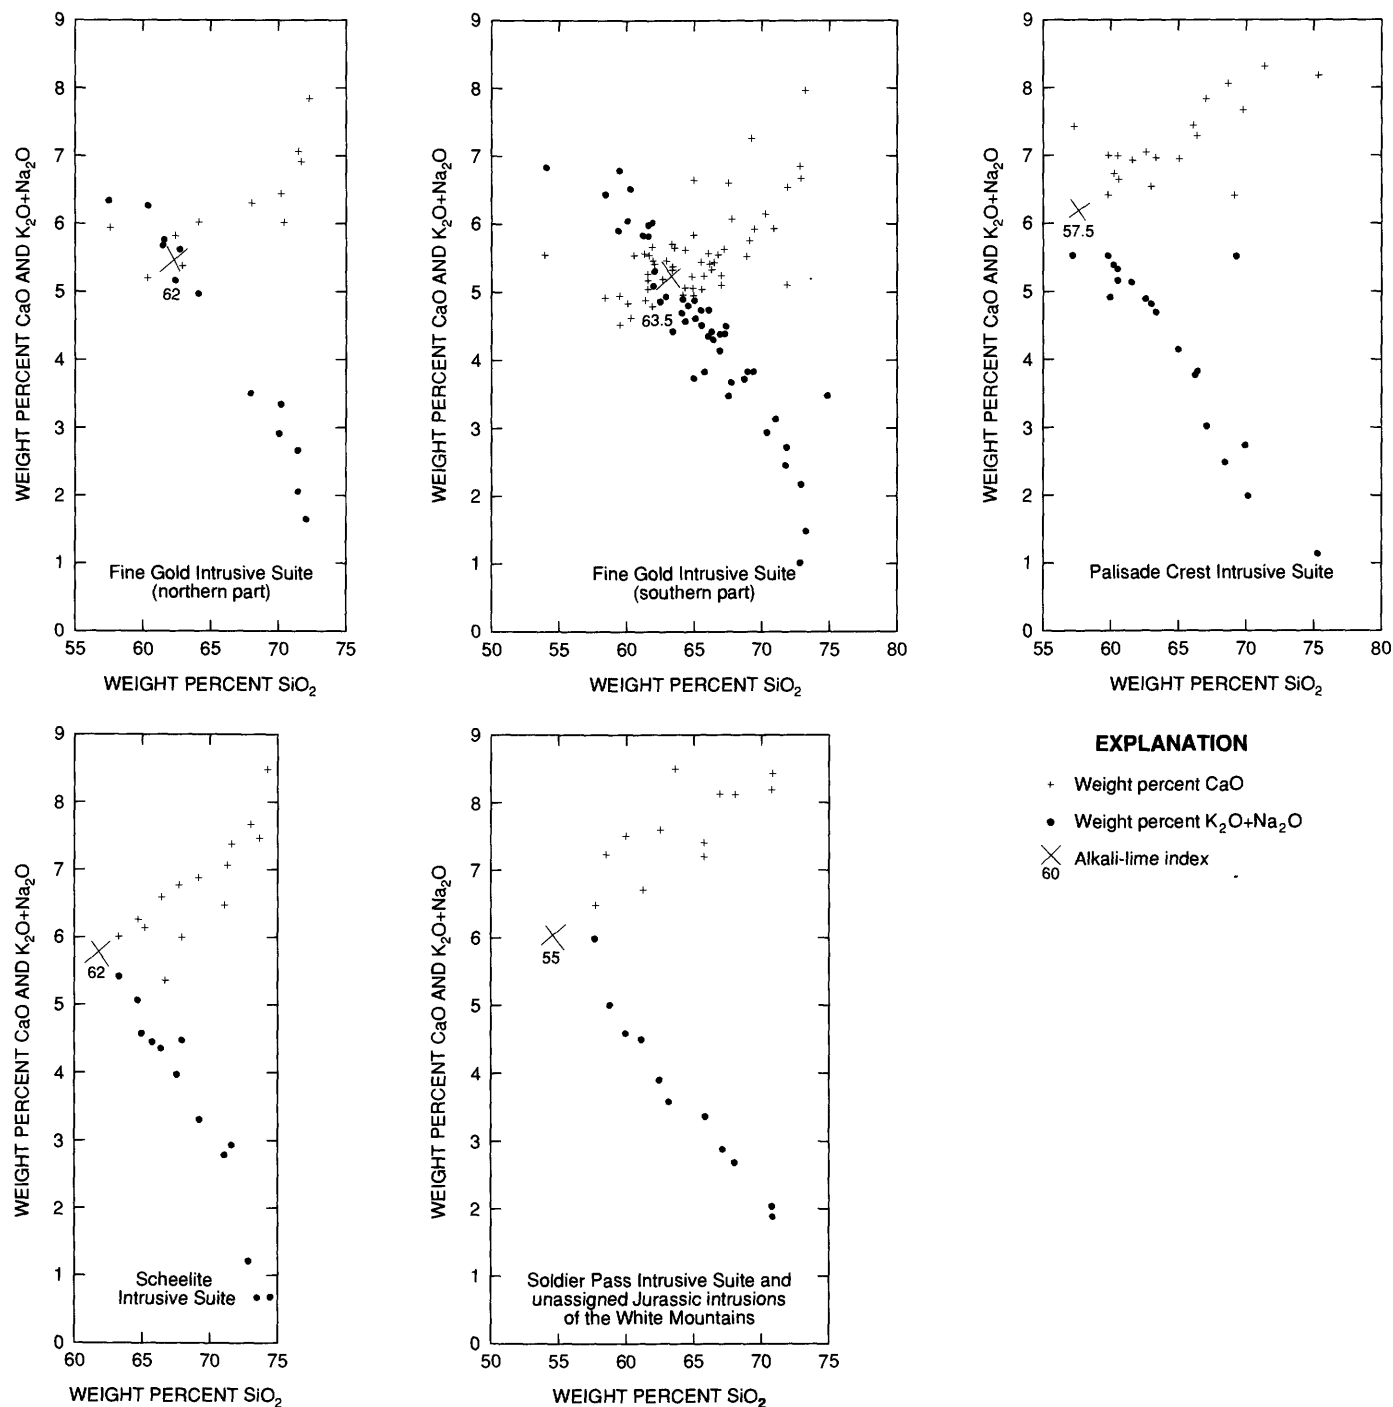 9
8
7
6
5
4
3
2
1
0
WEIGHT PERCENT CaO AND K₂O+Na₂O
62
Fine Gold Intrusive Suite
(northern part)
55 60 65 70 75
WEIGHT PERCENT SiO₂
9
8
7
6
5
4
3
2
1
0
WEIGHT PERCENT CaO AND K₂O+Na₂O
63.5
Fine Gold Intrusive Suite
(southern part)
50 55 60 65 70 75 80
WEIGHT PERCENT SiO₂
9
8
7
6
5
4
3
2
1
0
WEIGHT PERCENT CaO AND K₂O+Na₂O
57.5
Palisade Crest Intrusive Suite
55 60 65 70 75 80
WEIGHT PERCENT SiO₂
9
8
7
6
5
4
3
2
1
0
WEIGHT PERCENT CaO AND K₂O+Na₂O
62
Scheelite
Intrusive Suite
60 65 70 75
WEIGHT PERCENT SiO₂
9
8
7
6
5
4
3
2
1
0
WEIGHT PERCENT CaO AND K₂O+Na₂O
55
Soldier Pass Intrusive Suite and
unassigned Jurassic intrusions
of the White Mountains
50 55 60 65 70 75
WEIGHT PERCENT SiO₂
EXPLANATION
+ Weight percent CaO
● Weight percent K₂O+Na₂O
Alkali-lime index
60